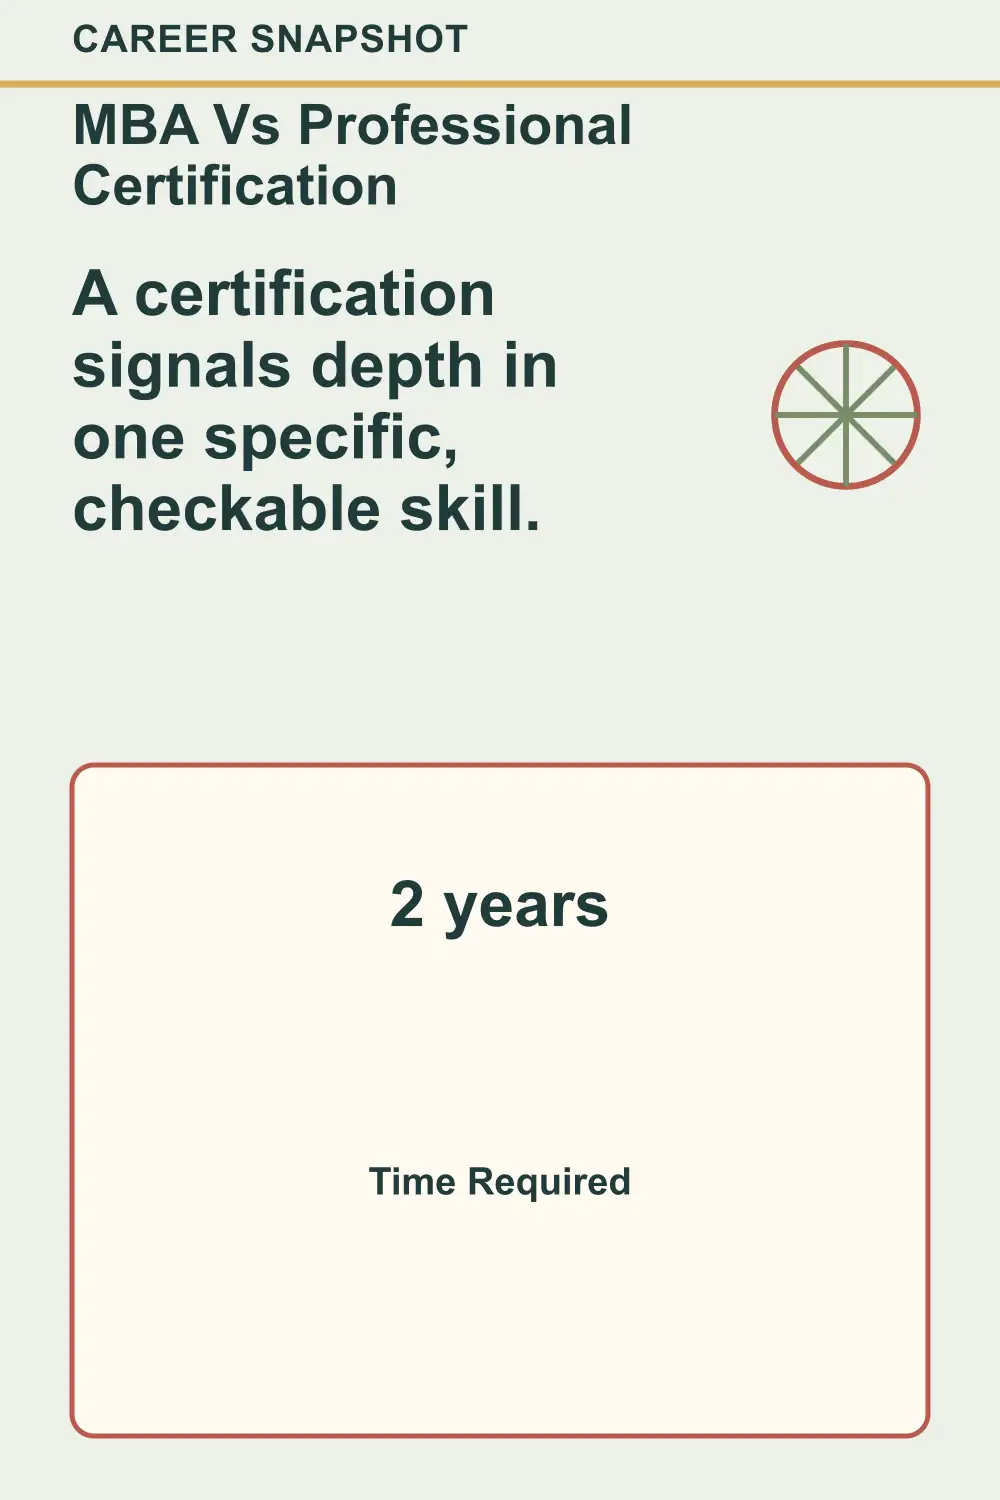 CAREER SNAPSHOT
MBA Vs Professional
Certification
A certification
signals depth in
one specific,
checkable skill.
2 years
Time Required